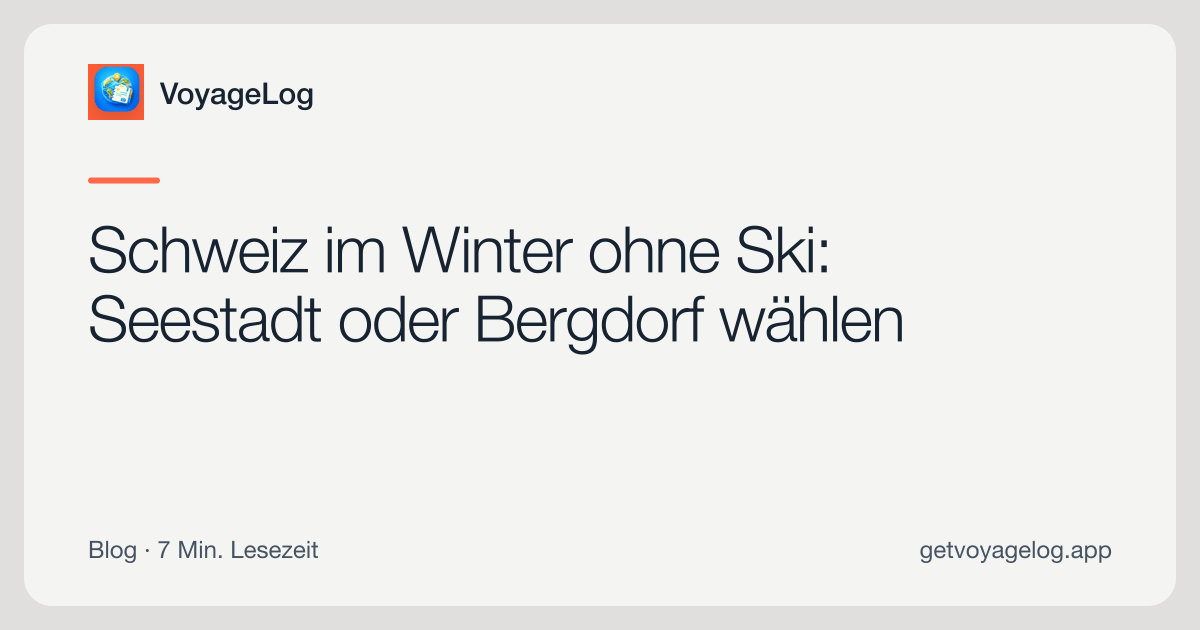 VoyageLog
Schweiz im Winter ohne Ski:
Seestadt oder Bergdorf wählen
Blog · 7 Min. Lesezeit
getvoyagelog.app